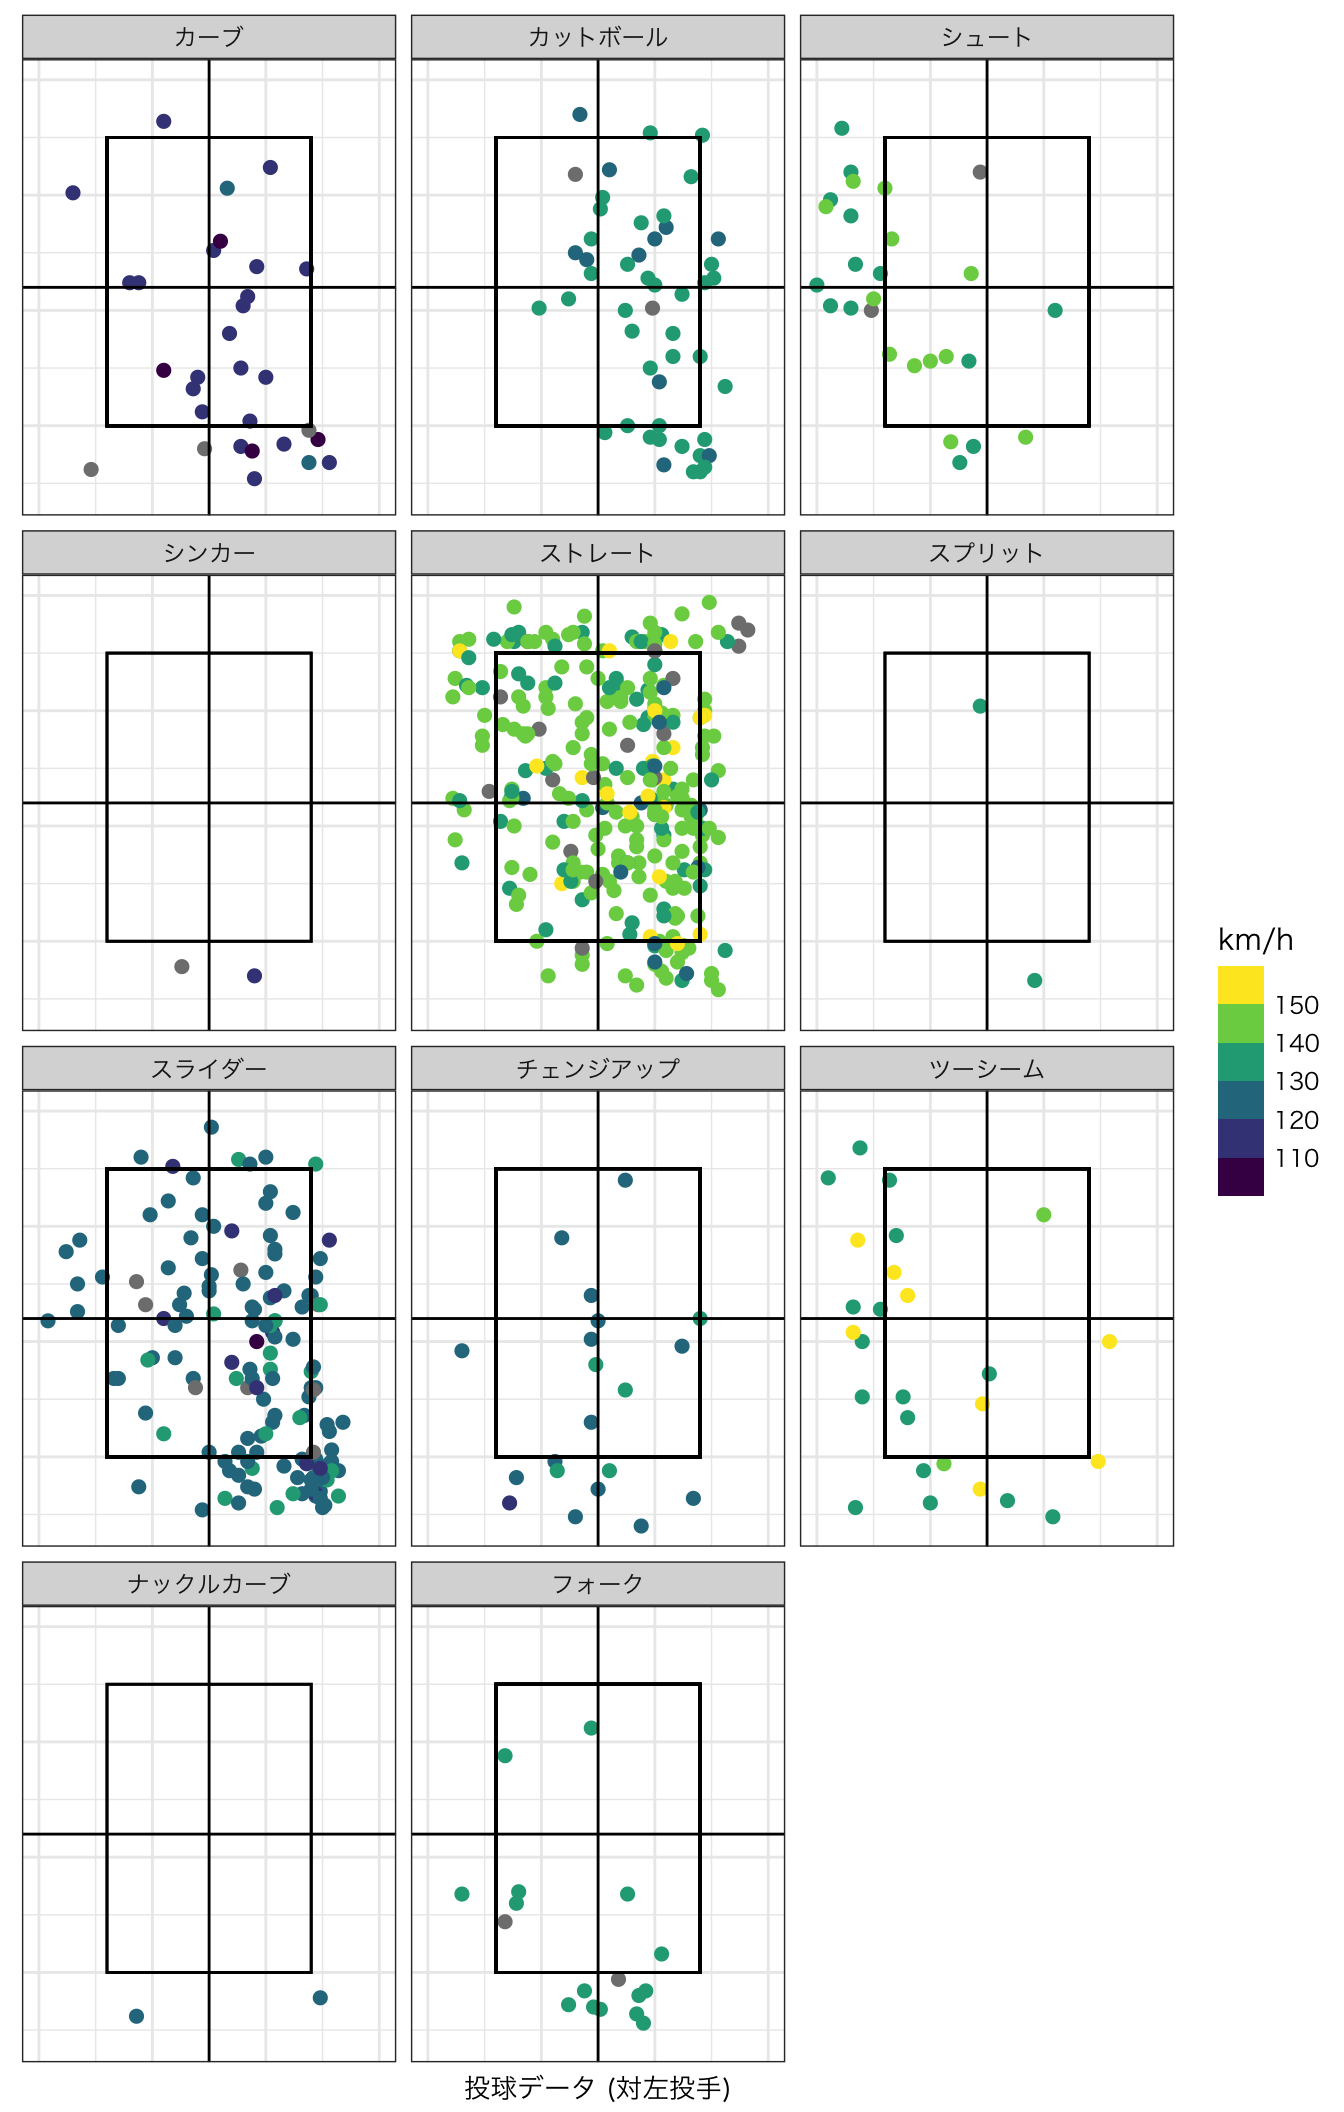 カーブ
カットボール
シュート
シンカー
ストレート
スプリット
スライダー
チェンジアップ
ツーシーム
ナックルカーブ
フォーク
km/h
150
140
130
120
110
投球データ (対左投手)